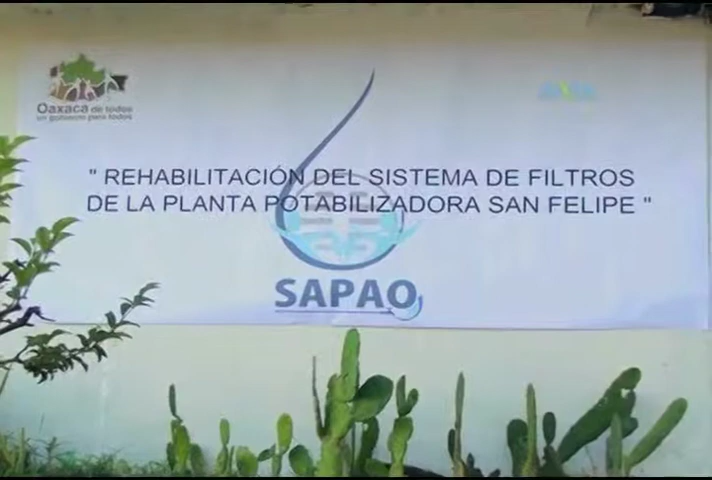 Oaxaca de todos
un gobierno para todos
" REHABILITACIÓN DEL SISTEMA DE FILTROS
DE LA PLANTA POTABILIZADORA SAN FELIPE "
SAPAO